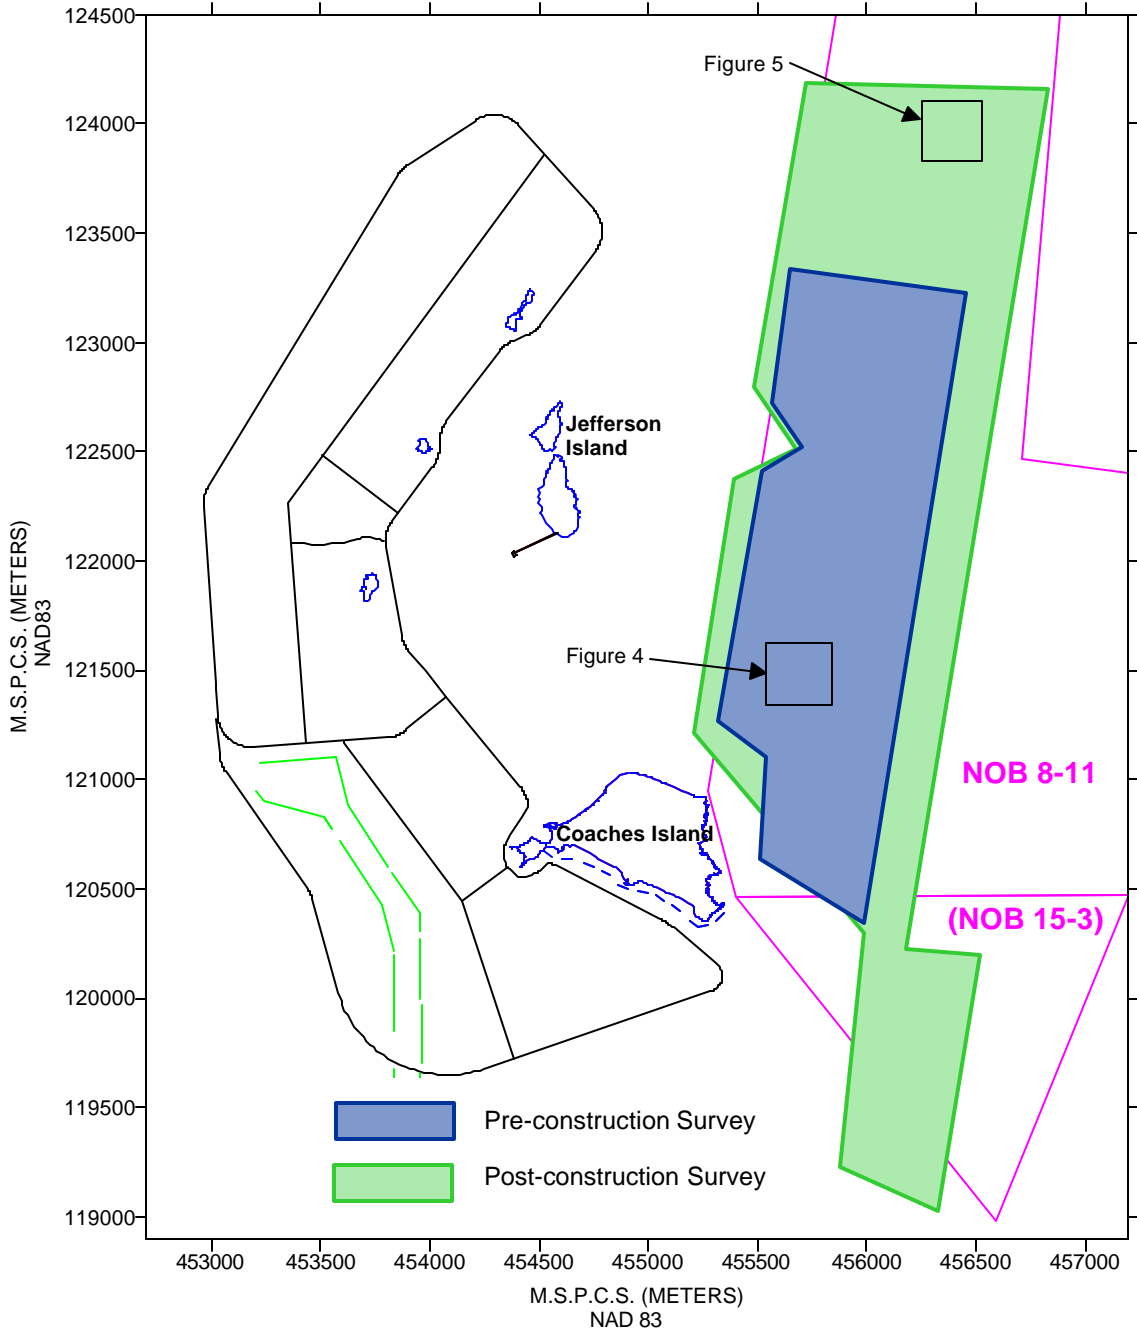 124500
124000
123500
123000
122500
122000
121500
121000
120500
120000
119500
119000
M.S.P.C.S. (METERS)
NAD83
Figure 5
Jefferson
Island
Figure 4
Coaches Island
NOB 8-11
(NOB 15-3)
Pre-construction Survey
Post-construction Survey
453000 453500 454000 454500 455000 455500 456000 456500 457000
M.S.P.C.S. (METERS)
NAD 83